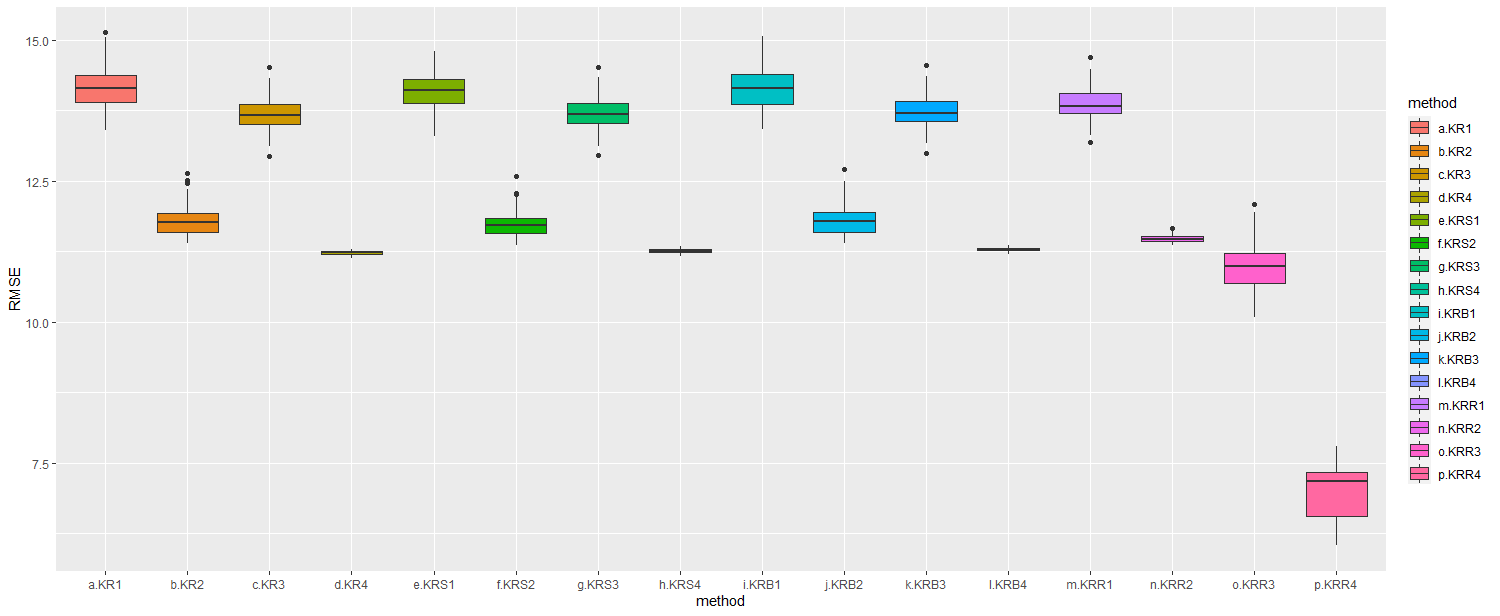 RMSE
15.0
12.5
10.0
7.5
a.KR1 b.KR2 c.KR3 d.KR4 e.KRS1 f.KRS2 g.KRS3 h.KRS4 i.KRB1 j.KRB2 k.KRB3 l.KRB4 m.KRR1 n.KRR2 o.KRR3 p.KRR4
method
method
a.KR1
b.KR2
c.KR3
d.KR4
e.KRS1
f.KRS2
g.KRS3
h.KRS4
i.KRB1
j.KRB2
k.KRB3
l.KRB4
m.KRR1
n.KRR2
o.KRR3
p.KRR4